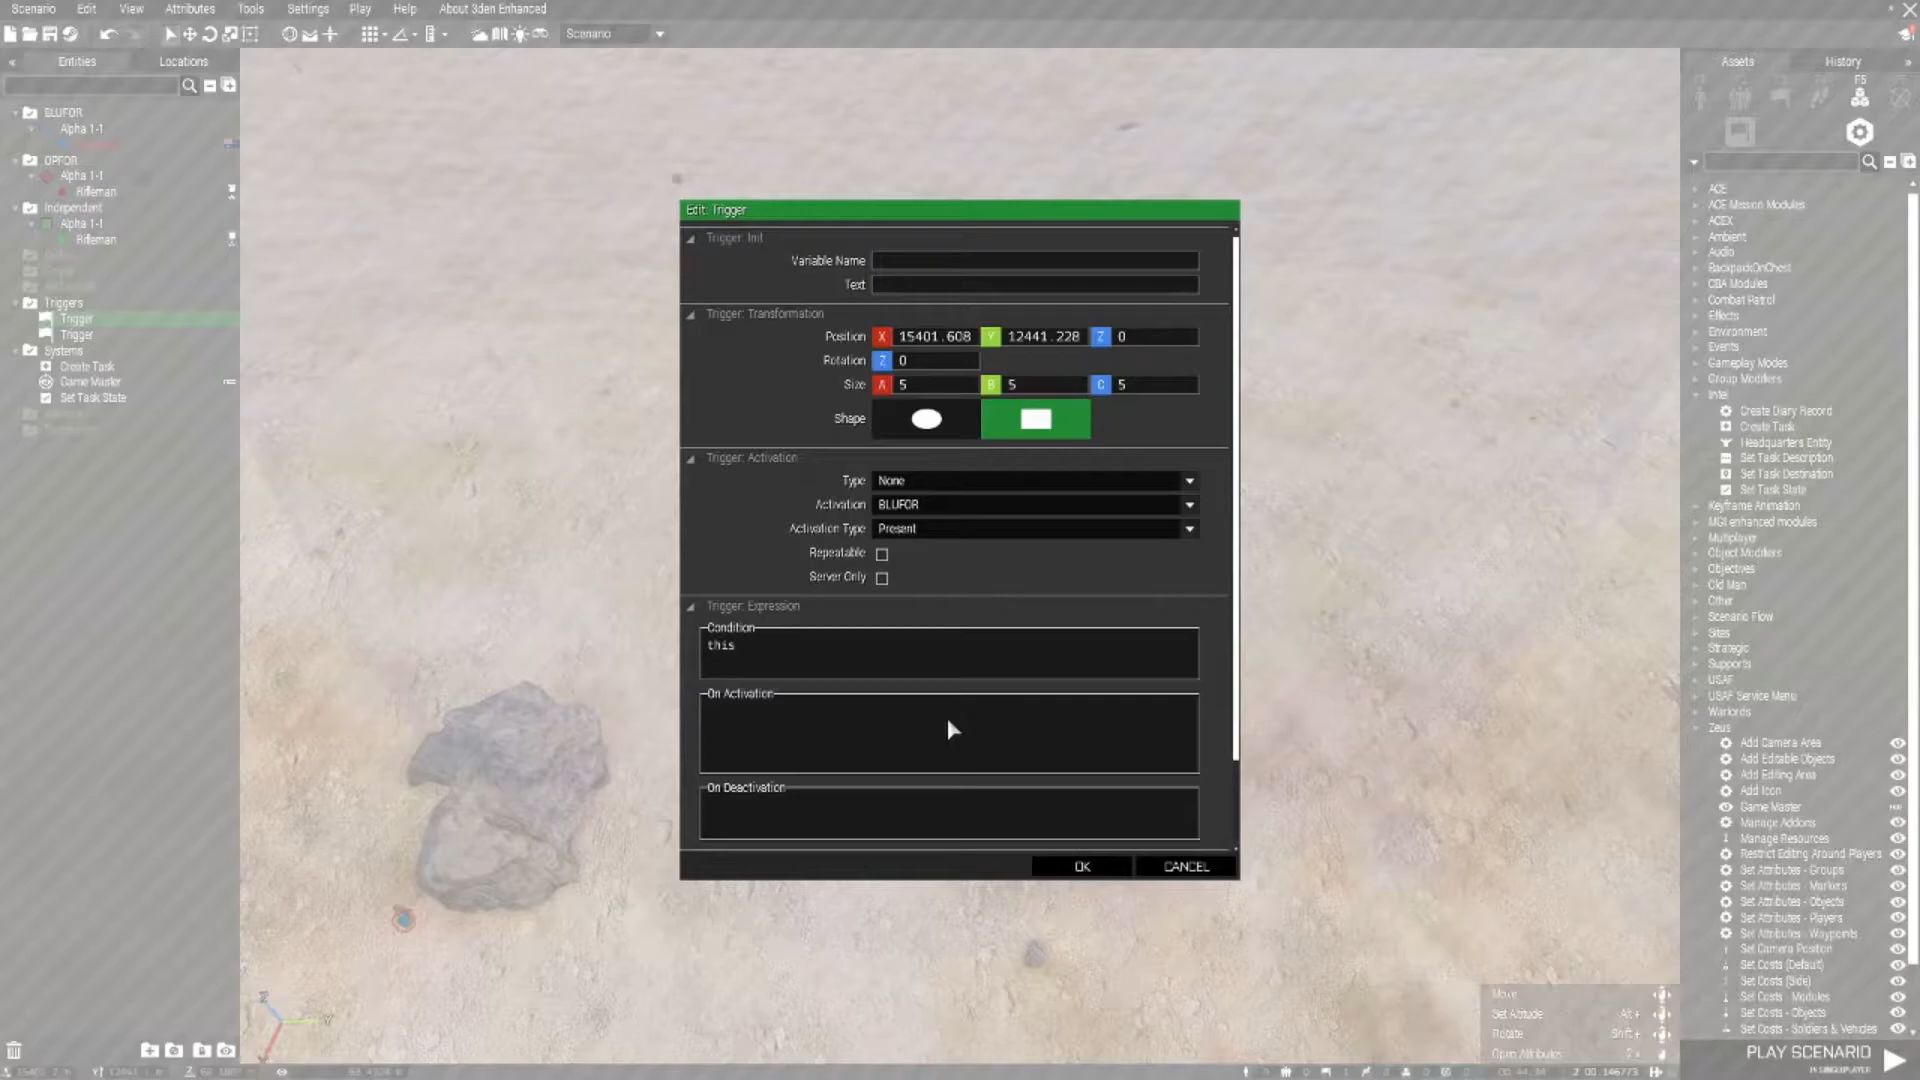 Scenario Edit View Attributes Tools Settings Play Help About 3den Enhanced
Scenario
Entities Locations
BLUFOR
Alpha 1-1
OPFOR
Alpha 1-1
Rifleman
Independent
Alpha 1-1
Rifleman
Triggers
Trigger
Trigger
Systems
Create Task
Game Master
Set Task State
Edit: Trigger
Trigger: Init
Variable Name
Text
Trigger: Transformation
Position X 15401.608 Y 12441.228 Z 0
Rotation Z 0
Size A 5 B 5 C 5
Shape
Trigger: Activation
Type None
Activation BLUFOR
Activation Type Present
Repeatable
Server Only
Trigger: Expression
Condition
this
On Activation
On Deactivation
OK CANCEL
Assets History
F5
ACE
ACE Mission Modules
ACEX
Ambient
Audio
BackpackOnChest
CBA Modules
Combat Patrol
Effects
Environment
Events
Gameplay Modes
Group Modifiers
Intel
Create Diary Record
Create Task
Headquarters Entity
Set Task Description
Set Task Destination
Set Task State
Keyframe Animation
MGI enhanced modules
Multiplayer
Object Modifiers
Objectives
Old Man
Other
Scenario Flow
Sites
Strategic
Supports
USAF
USAF Service Menu
Warlords
Zeus
Add Camera Area
Add Editable Objects
Add Editing Area
Add Icon
Game Master
Manage Addons
Manage Resources
Restrict Editing Around Players
Set Attributes - Groups
Set Attributes - Markers
Set Attributes - Objects
Set Attributes - Players
Set Attributes - Waypoints
Set Camera Position
Set Costs (Default)
Set Costs (Side)
Set Costs - Modules
Set Costs - Objects
Set Costs - Soldiers & Vehicles
Move
Set Altitude Alt +
Rotate Shift +
Open Attributes
Z Y
PLAY SCENARIO
IN SINGLEPLAYER